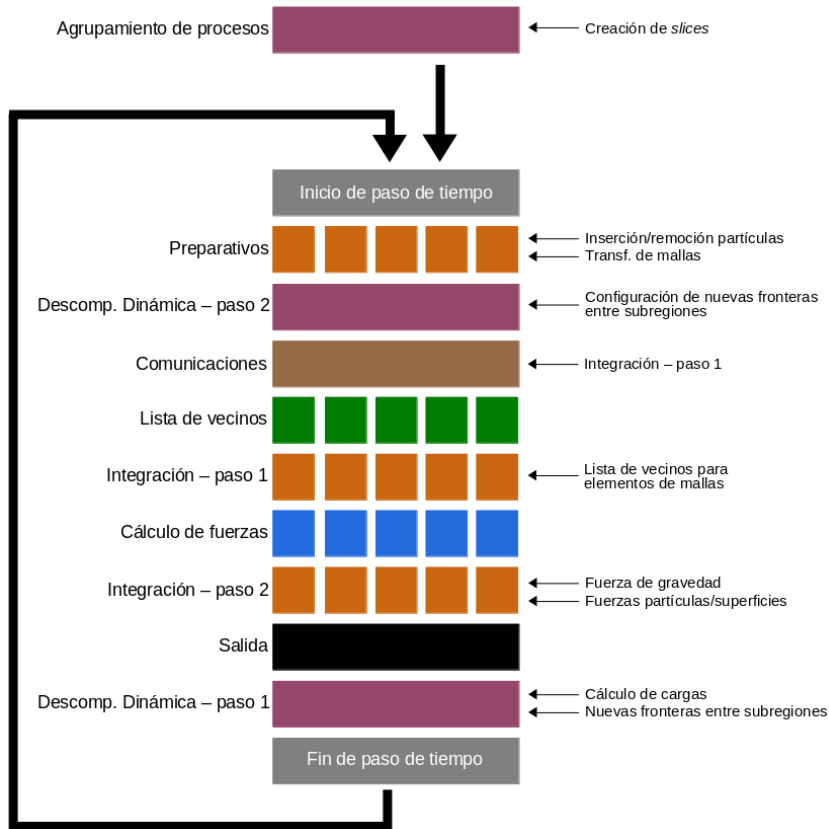 Agrupamiento de procesos
Creación de slices
Inicio de paso de tiempo
Preparativos
Inserción/remoción partículas
Transf. de mallas
Descomp. Dinámica – paso 2
Configuración de nuevas fronteras
entre subregiones
Comunicaciones
Integración – paso 1
Lista de vecinos
Integración – paso 1
Lista de vecinos para
elementos de mallas
Cálculo de fuerzas
Integración – paso 2
Fuerza de gravedad
Fuerzas partículas/superficies
Salida
Descomp. Dinámica – paso 1
Cálculo de cargas
Nuevas fronteras entre subregiones
Fin de paso de tiempo